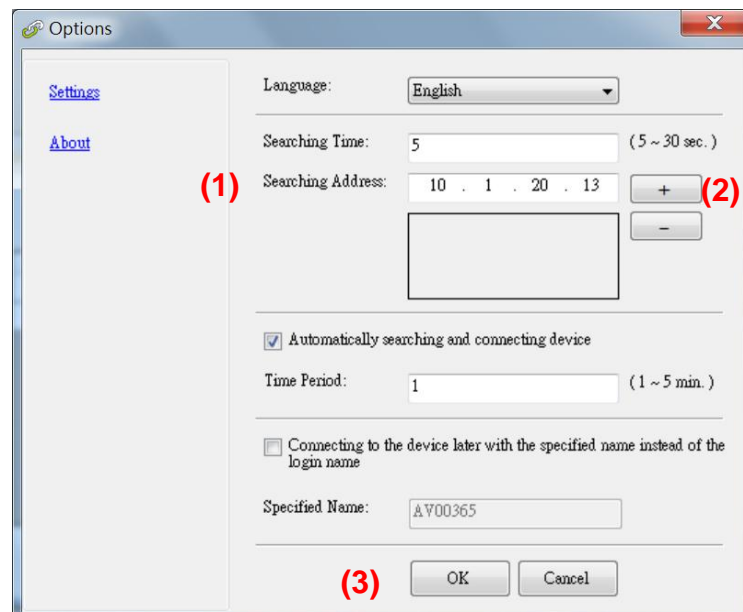 Options
Settings
About
Language: English
Searching Time: 5 ( 5 ~ 30 sec. )
(1) Searching Address: 10 . 1 . 20 . 13 + (2)
−
Automatically searching and connecting device
Time Period: 1 ( 1 ~ 5 min. )
Connecting to the device later with the specified name instead of the
login name
Specified Name: AV00365
(3) OK Cancel